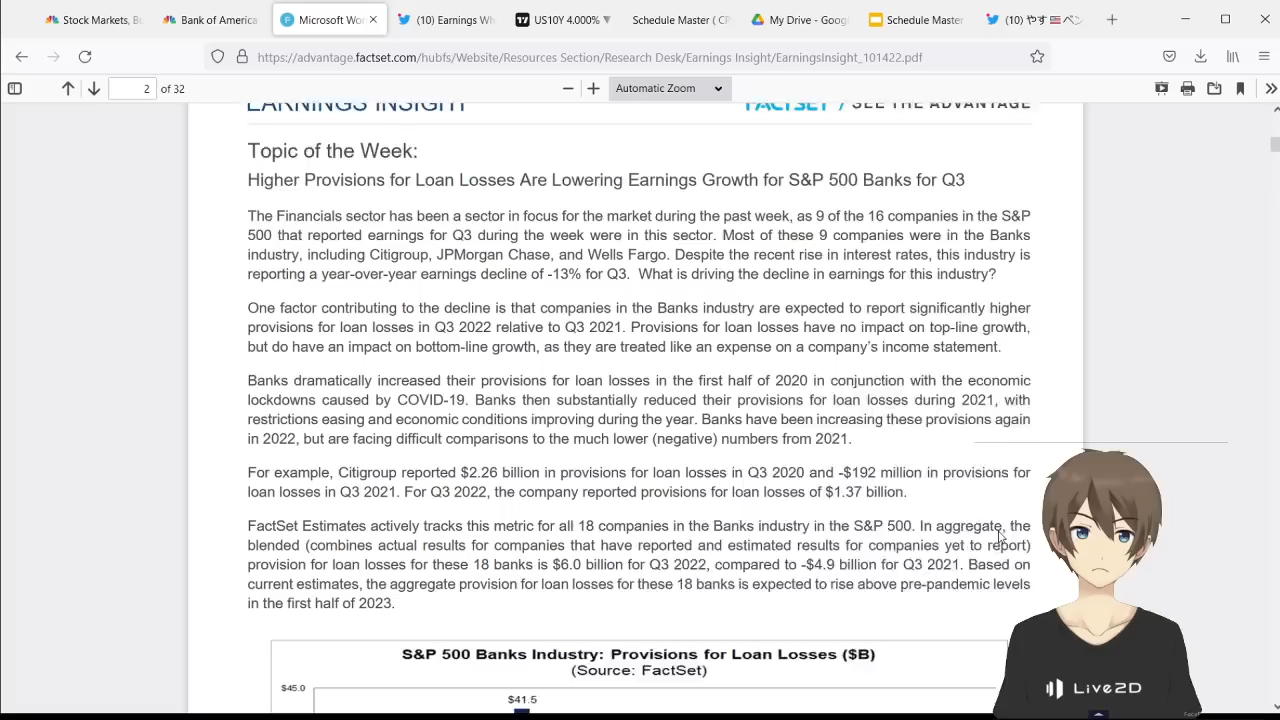 Stock Markets, Bu
Bank of America
Microsoft Wor
(10) Earnings Wh
US10Y 4.000% ▼
Schedule Master ( CP
My Drive - Googl
Schedule Master
(10) やす🇺🇸ペン
https://advantage.factset.com/hubfs/Website/Resources Section/Research Desk/Earnings Insight/EarningsInsight_101422.pdf
2 of 32
Automatic Zoom
EARNINGS INSIGHT
FACTSET / SEE THE ADVANTAGE
Topic of the Week:
Higher Provisions for Loan Losses Are Lowering Earnings Growth for S&P 500 Banks for Q3
The Financials sector has been a sector in focus for the market during the past week, as 9 of the 16 companies in the S&P
500 that reported earnings for Q3 during the week were in this sector. Most of these 9 companies were in the Banks
industry, including Citigroup, JPMorgan Chase, and Wells Fargo. Despite the recent rise in interest rates, this industry is
reporting a year-over-year earnings decline of -13% for Q3. What is driving the decline in earnings for this industry?
One factor contributing to the decline is that companies in the Banks industry are expected to report significantly higher
provisions for loan losses in Q3 2022 relative to Q3 2021. Provisions for loan losses have no impact on top-line growth,
but do have an impact on bottom-line growth, as they are treated like an expense on a company's income statement.
Banks dramatically increased their provisions for loan losses in the first half of 2020 in conjunction with the economic
lockdowns caused by COVID-19. Banks then substantially reduced their provisions for loan losses during 2021, with
restrictions easing and economic conditions improving during the year. Banks have been increasing these provisions again
in 2022, but are facing difficult comparisons to the much lower (negative) numbers from 2021.
For example, Citigroup reported $2.26 billion in provisions for loan losses in Q3 2020 and -$192 million in provisions for
loan losses in Q3 2021. For Q3 2022, the company reported provisions for loan losses of $1.37 billion.
FactSet Estimates actively tracks this metric for all 18 companies in the Banks industry in the S&P 500. In aggregate, the
blended (combines actual results for companies that have reported and estimated results for companies yet to report)
provision for loan losses for these 18 banks is $6.0 billion for Q3 2022, compared to -$4.9 billion for Q3 2021. Based on
current estimates, the aggregate provision for loan losses for these 18 banks is expected to rise above pre-pandemic levels
in the first half of 2023.
S&P 500 Banks Industry: Provisions for Loan Losses ($B)
(Source: FactSet)
$45.0
$41.5
Live2D